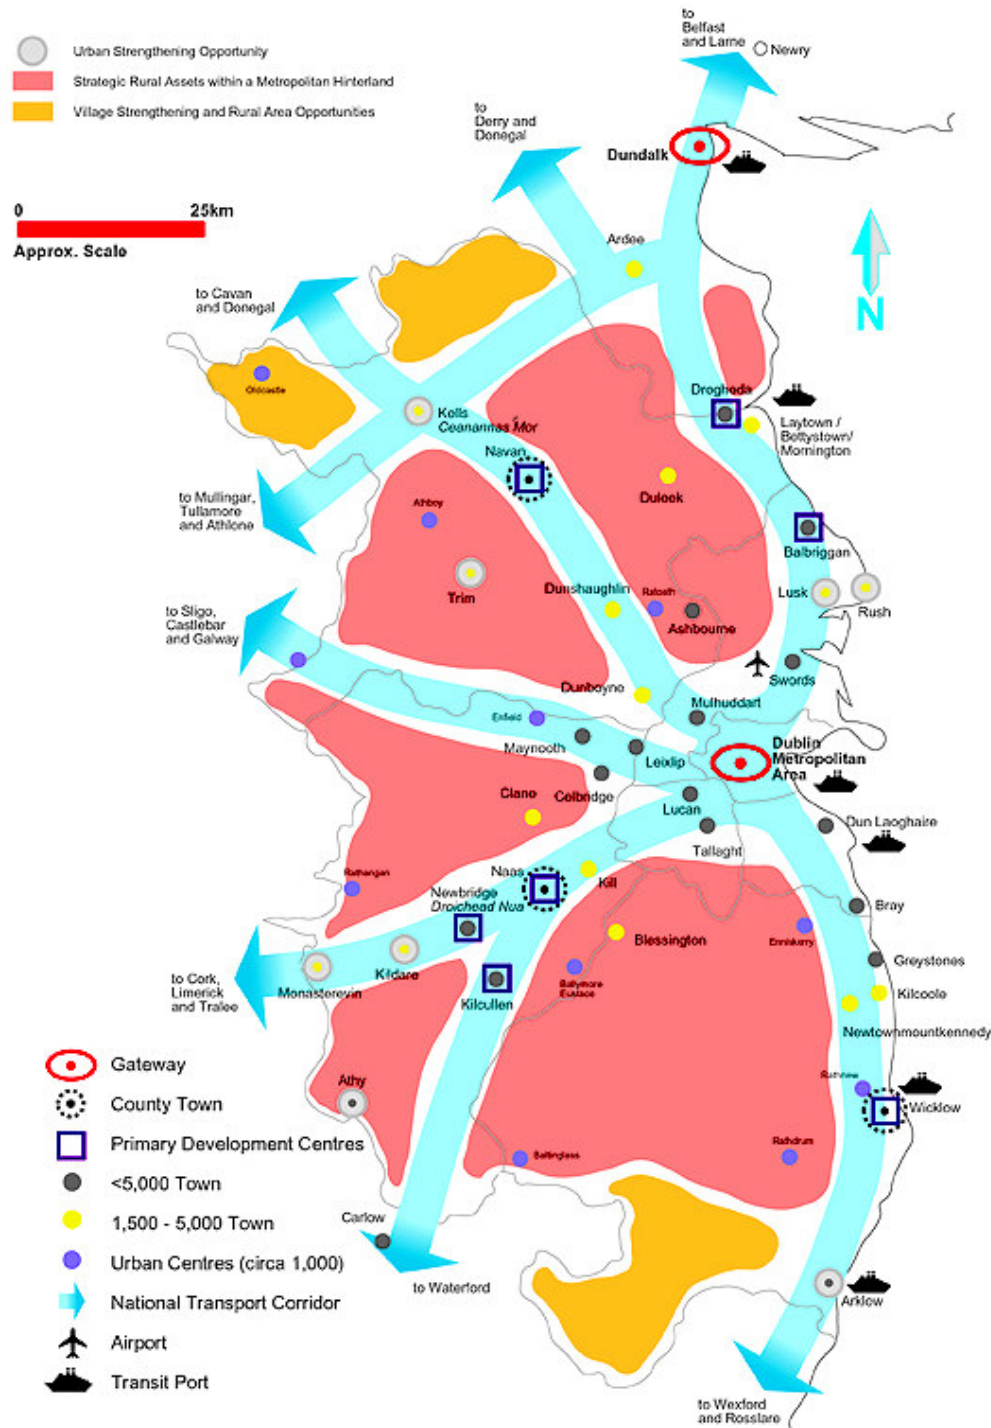 to
Belfast
and Larne
Newry
Urban Strengthening Opportunity
Strategic Rural Assets within a Metropolitan Hinterland
Village Strengthening and Rural Area Opportunities
to
Derry and
Donegal
Dundalk
0 25km
Approx. Scale
Ardee
N
to Cavan
and Donegal
Oldcastle
Drogheda
Kells
Ceanannas Mor
Laytown /
Bettystown/
Mornington
Navan
Duleek
to Mullingar,
Tullamore
and Athlone
Athboy
Balbriggan
Trim
Dunshaughlin
Ratoath
Ashbourne
Lusk
Rush
to Sligo,
Castlebar
and Galway
Swords
Dunboyne
Mulhuddart
Enfield
Maynooth
Leixlip
Dublin
Metropolitan
Area
Clane
Celbridge
Lucan
Tallaght
Dun Laoghaire
Rathangan
Naas
Kill
Newbridge
Droichead Nua
Bray
Blessington
Enniskerry
Greystones
to Cork,
Limerick
and Tralee
Monasterevin
Kildare
Kilcullen
Ballymore
Eustace
Kilcoole
Newtownmountkennedy
Gateway
Athy
Rathnew
Wicklow
County Town
Primary Development Centres
Baltinglass
Rathdrum
<5,000 Town
1,500 - 5,000 Town
Carlow
Urban Centres (circa 1,000)
to Waterford
National Transport Corridor
Arklow
Airport
Transit Port
to Wexford
and Rosslare